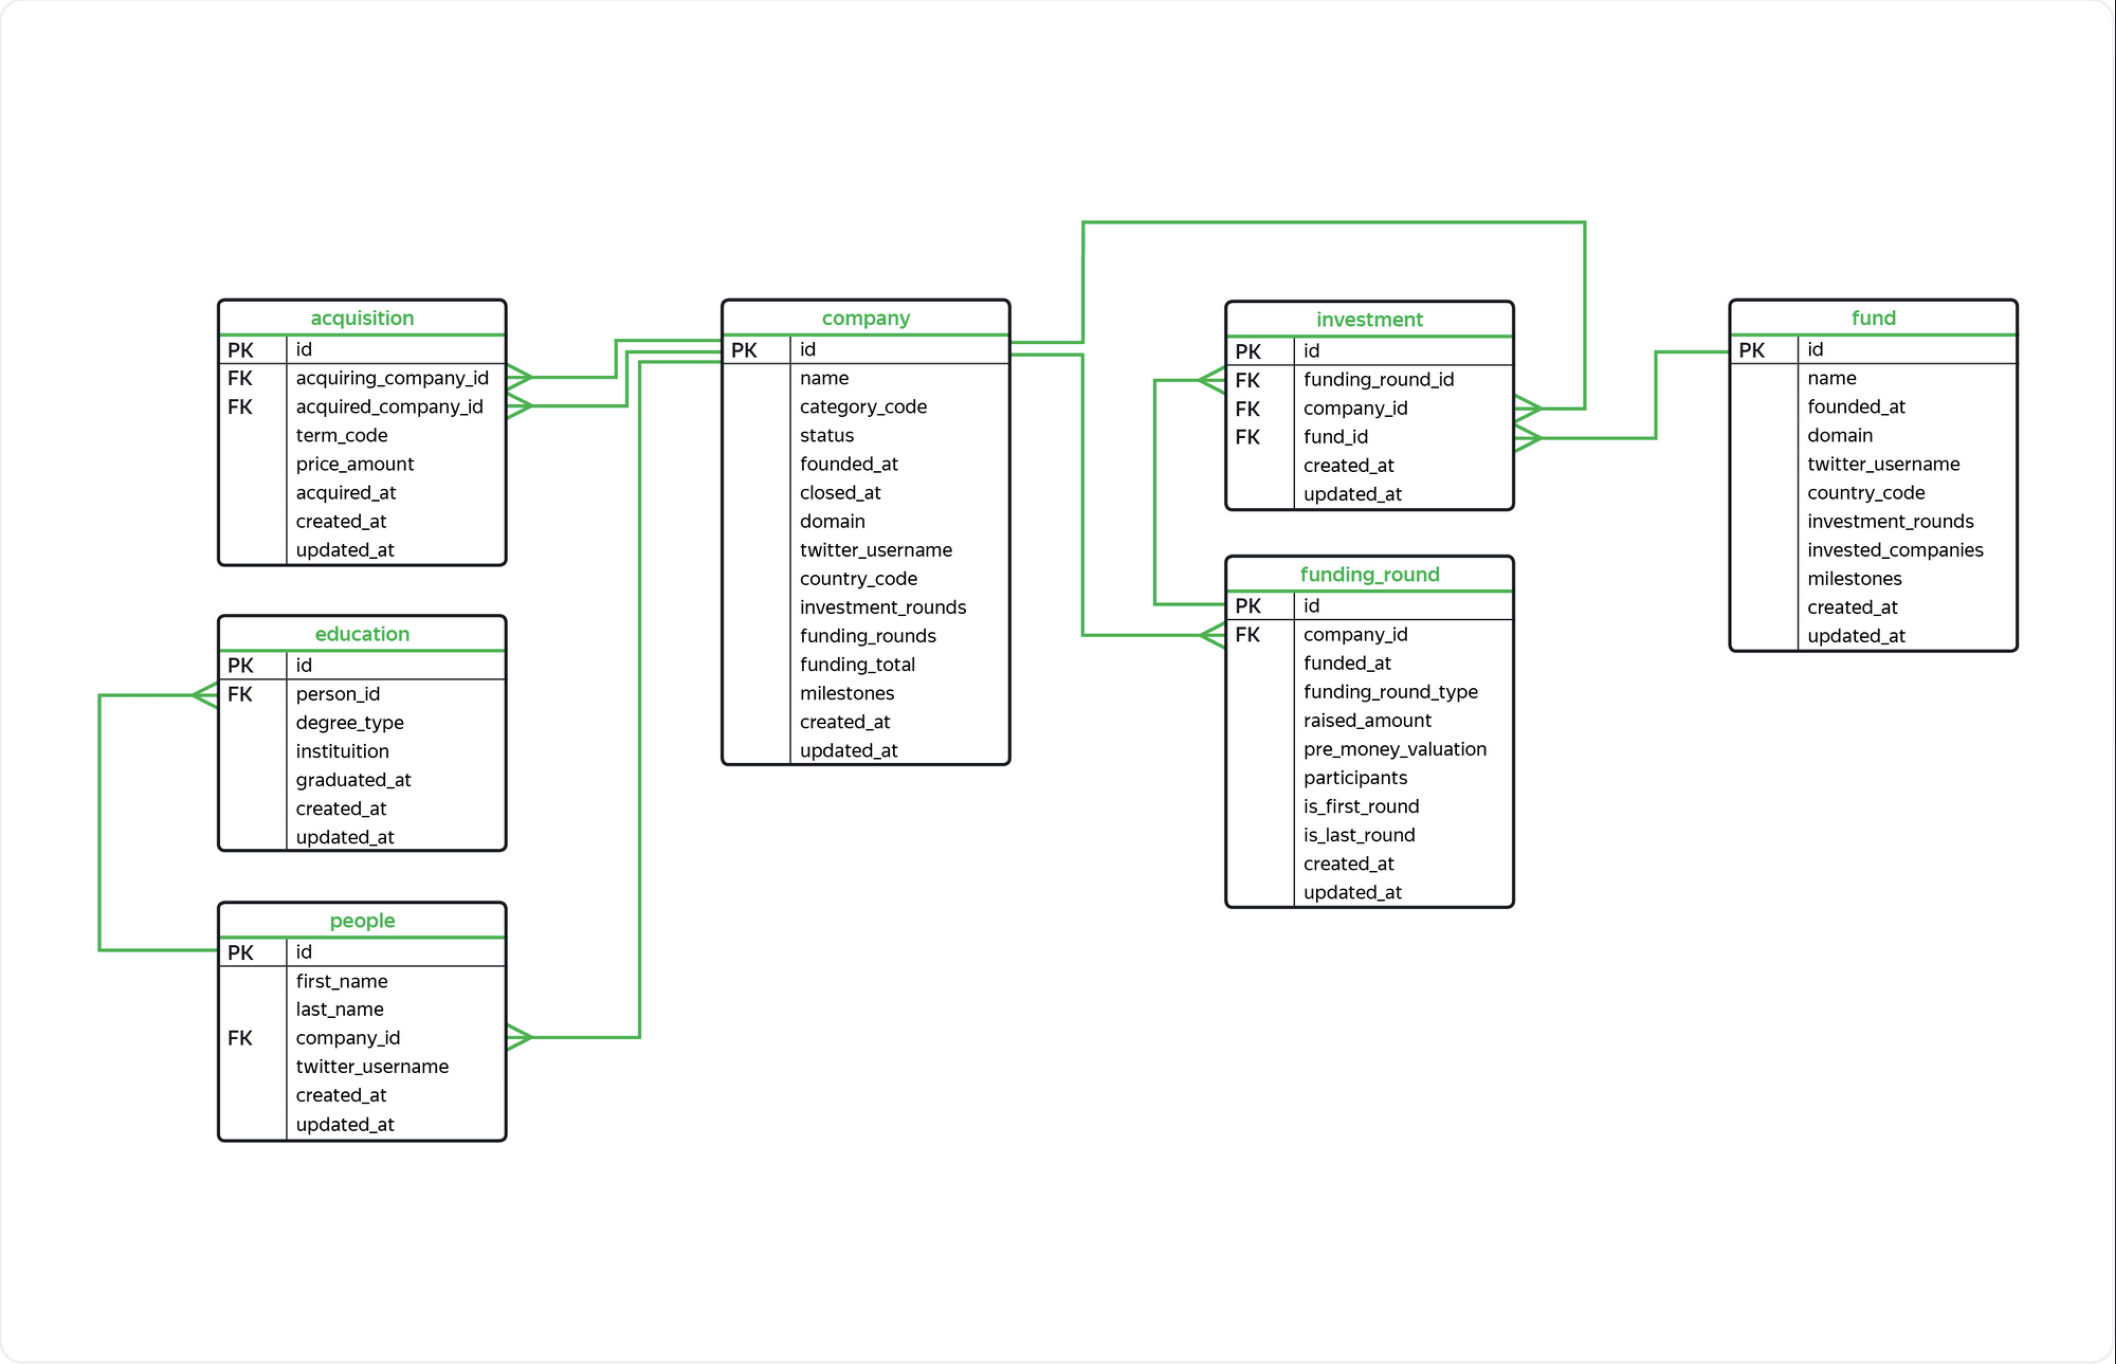 acquisition
PK id
FK acquiring_company_id
FK acquired_company_id
term_code
price_amount
acquired_at
created_at
updated_at
education
PK id
FK person_id
degree_type
instituition
graduated_at
created_at
updated_at
people
PK id
first_name
last_name
FK company_id
twitter_username
created_at
updated_at
company
PK id
name
category_code
status
founded_at
closed_at
domain
twitter_username
country_code
investment_rounds
funding_rounds
funding_total
milestones
created_at
updated_at
investment
PK id
FK funding_round_id
FK company_id
FK fund_id
created_at
updated_at
funding_round
PK id
FK company_id
funded_at
funding_round_type
raised_amount
pre_money_valuation
participants
is_first_round
is_last_round
created_at
updated_at
fund
PK id
name
founded_at
domain
twitter_username
country_code
investment_rounds
invested_companies
milestones
created_at
updated_at